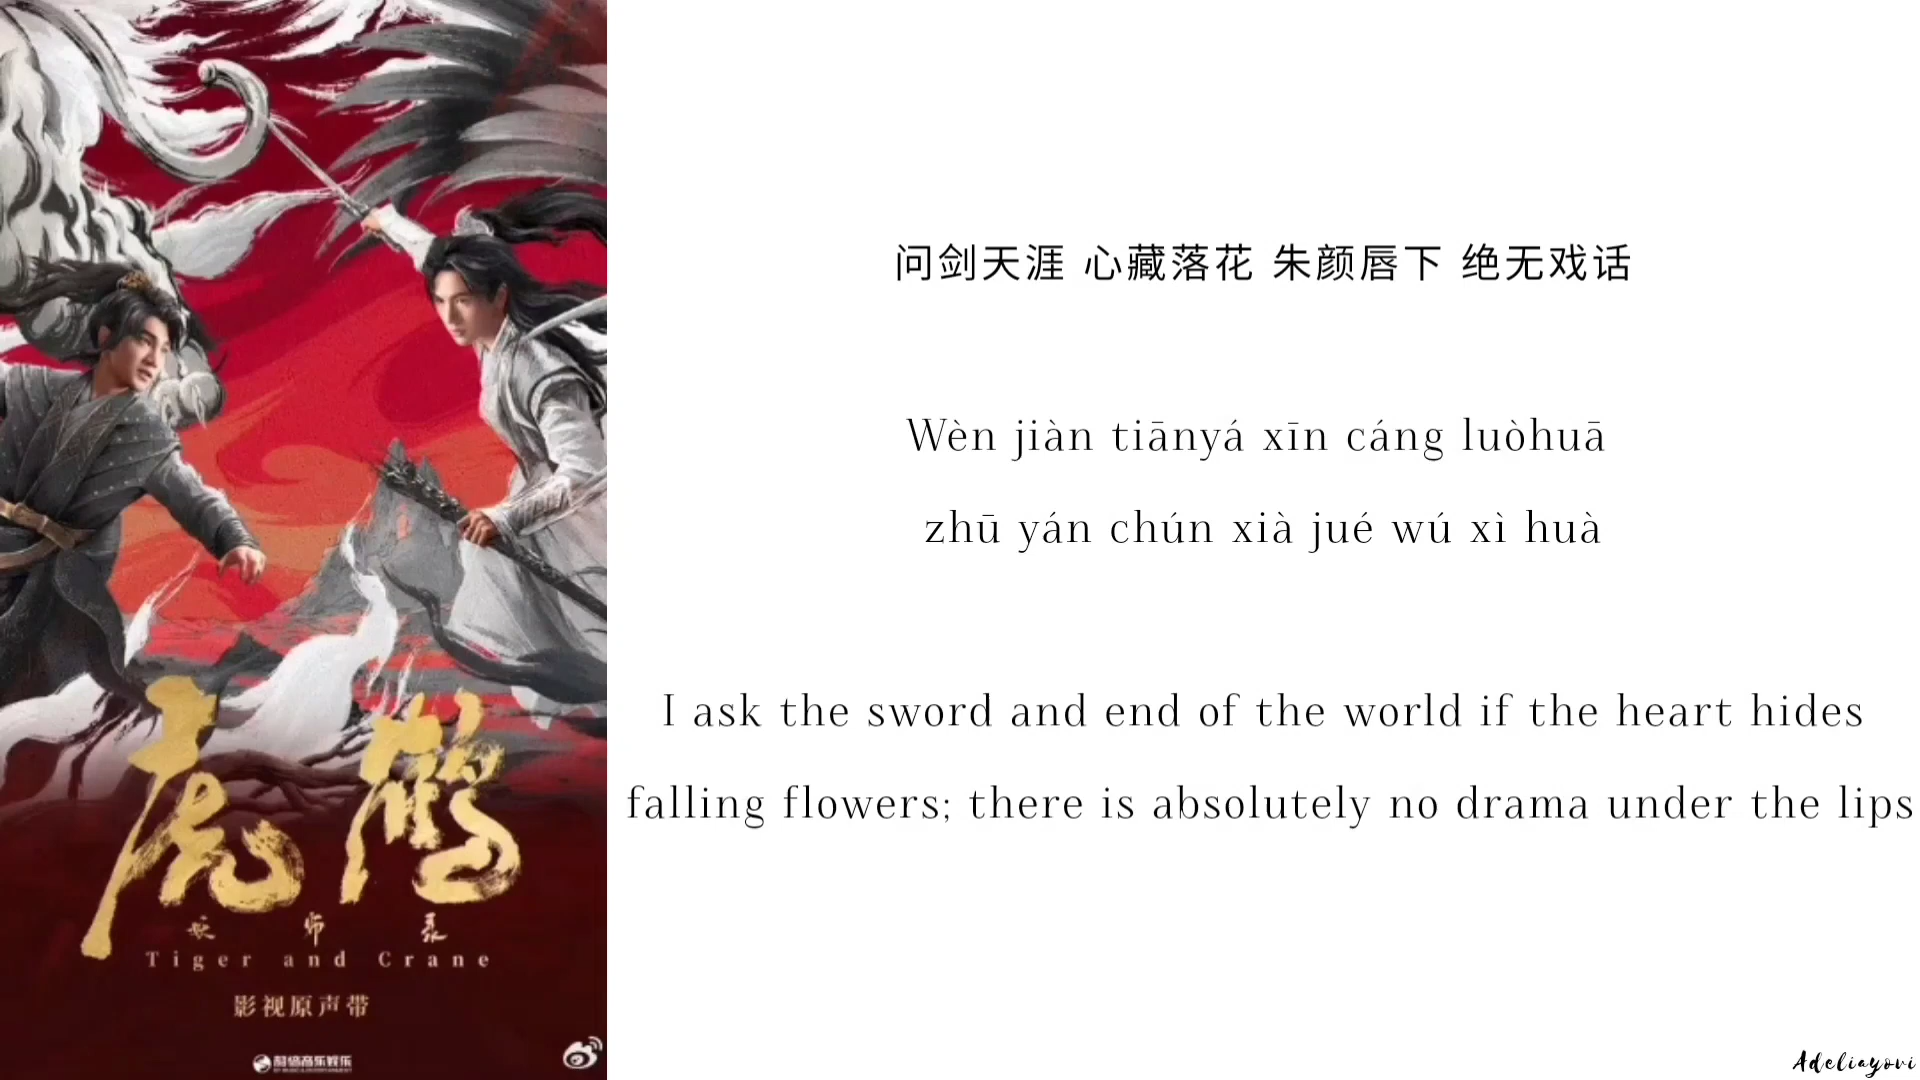 虎鹤
妖师录
Tiger and Crane
影视原声带
问剑天涯 心藏落花 朱颜唇下 绝无戏话
Wèn jiàn tiānyá xīn cáng luòhuā
zhū yán chún xià jué wú xì huà
I ask the sword and end of the world if the heart hides
falling flowers; there is absolutely no drama under the lips
Adeliayovi